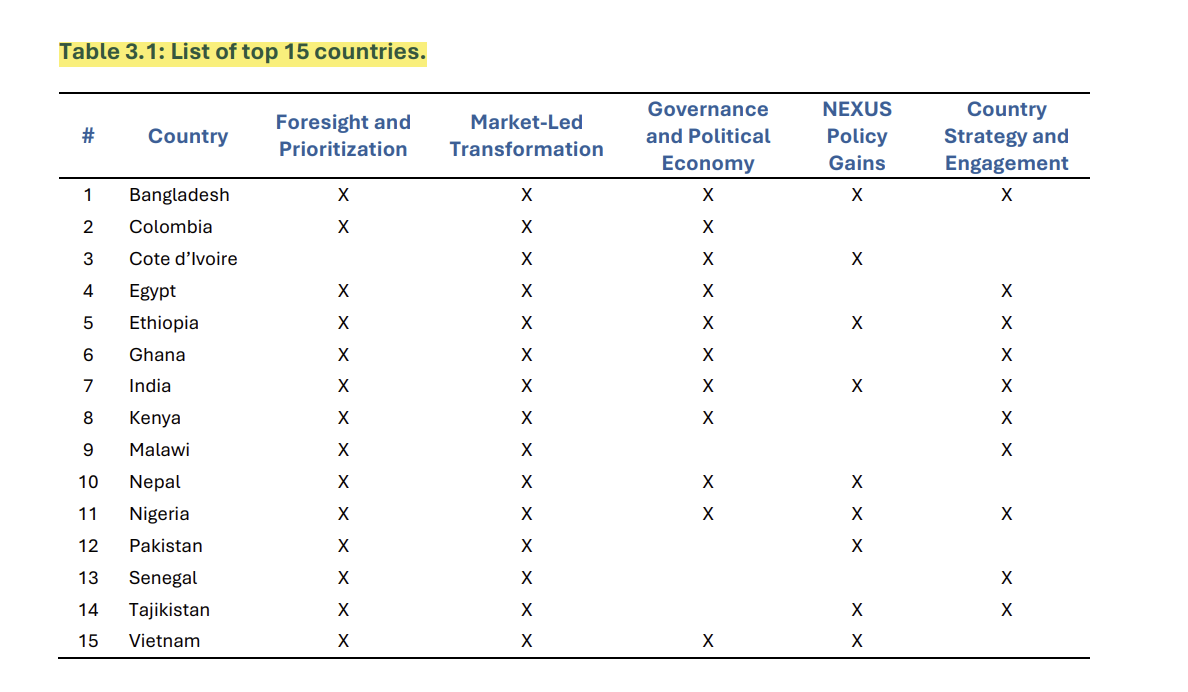 Table 3.1: List of top 15 countries.
# Country Foresight and Prioritization Market-Led Transformation Governance and Political Economy NEXUS Policy Gains Country Strategy and Engagement
1 Bangladesh X X X X X
2 Colombia X X X
3 Cote d’Ivoire X X X
4 Egypt X X X X
5 Ethiopia X X X X X
6 Ghana X X X X
7 India X X X X X
8 Kenya X X X X
9 Malawi X X X
10 Nepal X X X X
11 Nigeria X X X X X
12 Pakistan X X X
13 Senegal X X X
14 Tajikistan X X X X
15 Vietnam X X X X